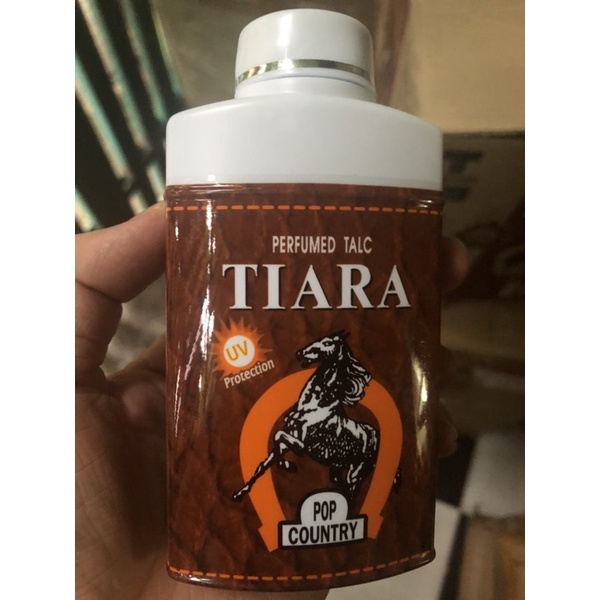 PERFUMED TALC
TIARA
UV
Protection
POP
COUNTRY